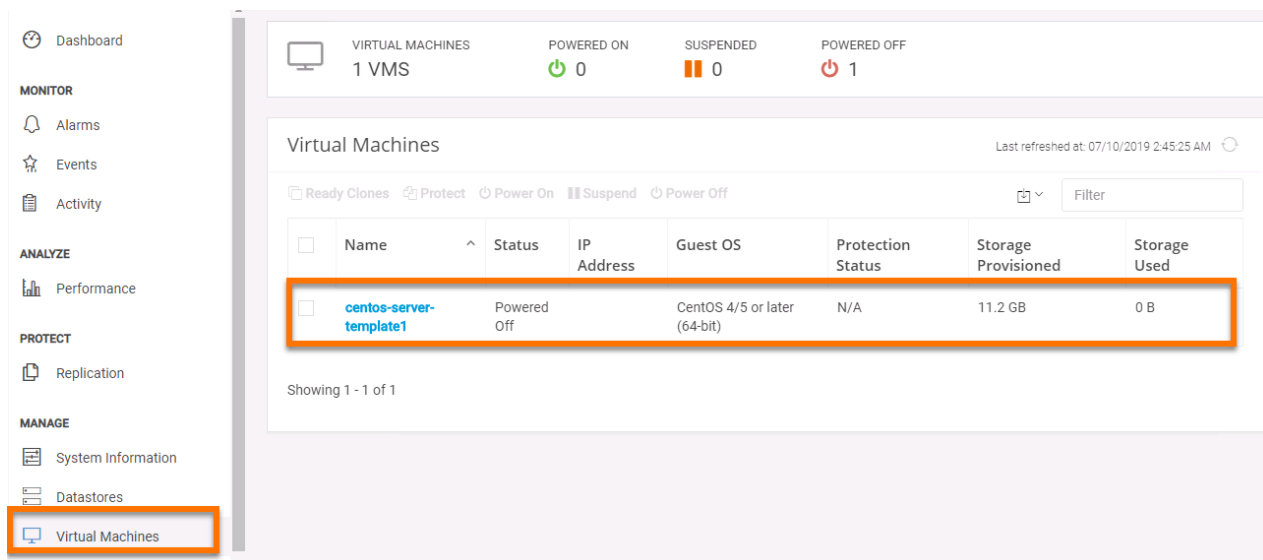 Dashboard
MONITOR
Alarms
Events
Activity
ANALYZE
Performance
PROTECT
Replication
MANAGE
System Information
Datastores
Virtual Machines
VIRTUAL MACHINES
1 VMS
POWERED ON
0
SUSPENDED
0
POWERED OFF
1
Virtual Machines
Last refreshed at: 07/10/2019 2:45:25 AM
Ready Clones Protect Power On Suspend Power Off
Filter
Name
Status
IP
Address
Guest OS
Protection
Status
Storage
Provisioned
Storage
Used
centos-server-
template1
Powered
Off
CentOS 4/5 or later
(64-bit)
N/A
11.2 GB
0 B
Showing 1 - 1 of 1